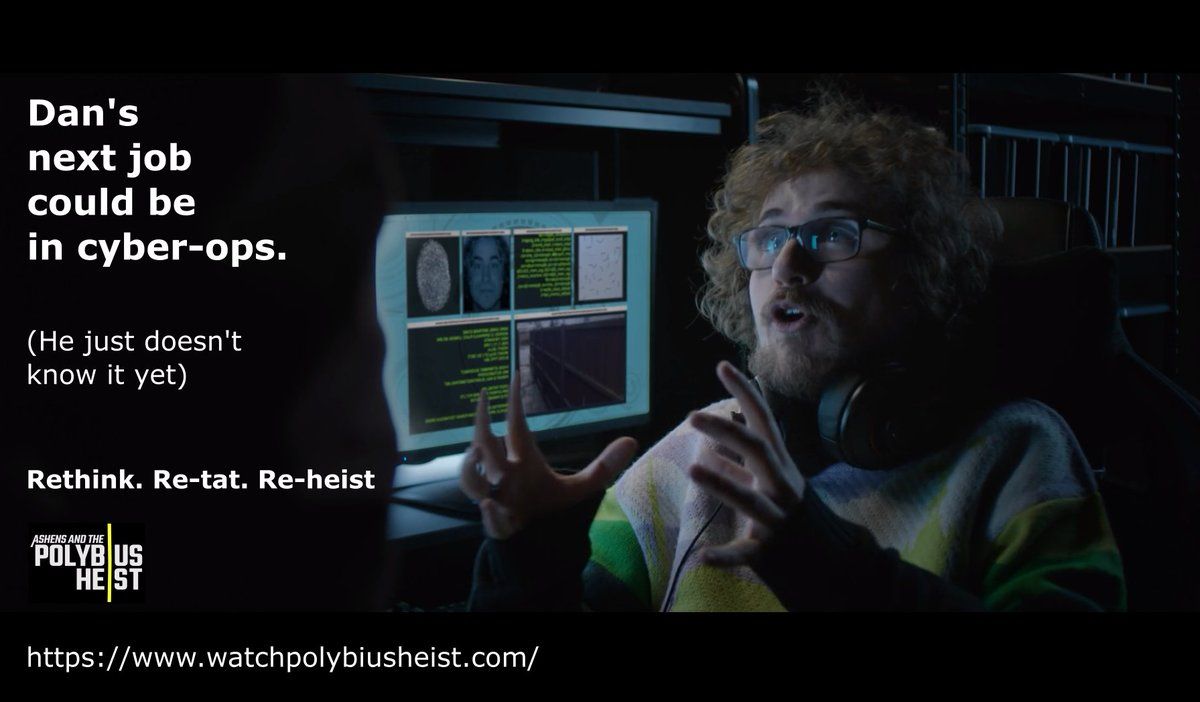 Dan's
next job
could be
in cyber-ops.
(He just doesn't
know it yet)
Rethink. Re-tat. Re-heist
ASHENS AND THE
POLYBIUS
HEIST
https://www.watchpolybiusheist.com/